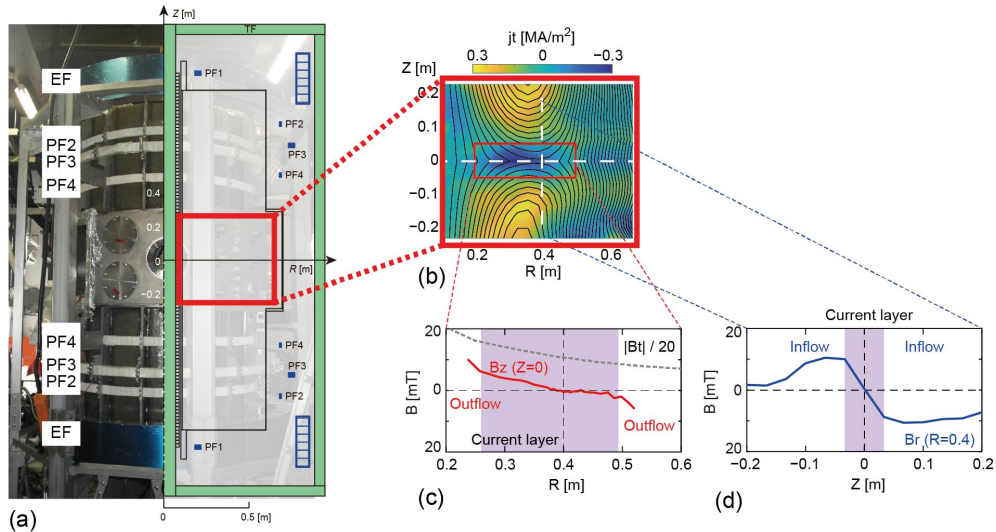 Z [m]
TF
EF
PF1
PF2
PF3
PF4
PF2
PF3
PF4
0.4
0.2
0
R [m]
−0.2
PF4
PF3
PF2
EF
PF4
PF3
PF2
PF1
0
0.5 [m]
(a)
jt [MA/m²]
0.3 0 −0.3
Z [m]
0.2
0.1
0
−0.1
−0.2
0.2 0.4 0.6
R [m]
(b)
20
|Bt| / 20
Bz (Z=0)
B [mT]
0
Outflow
Outflow
Current layer
20
0.2 0.3 0.4 0.5 0.6
R [m]
(c)
Current layer
20
Inflow Inflow
B [mT]
0
Br (R=0.4)
20
−0.2 −0.1 0 0.1 0.2
Z [m]
(d)